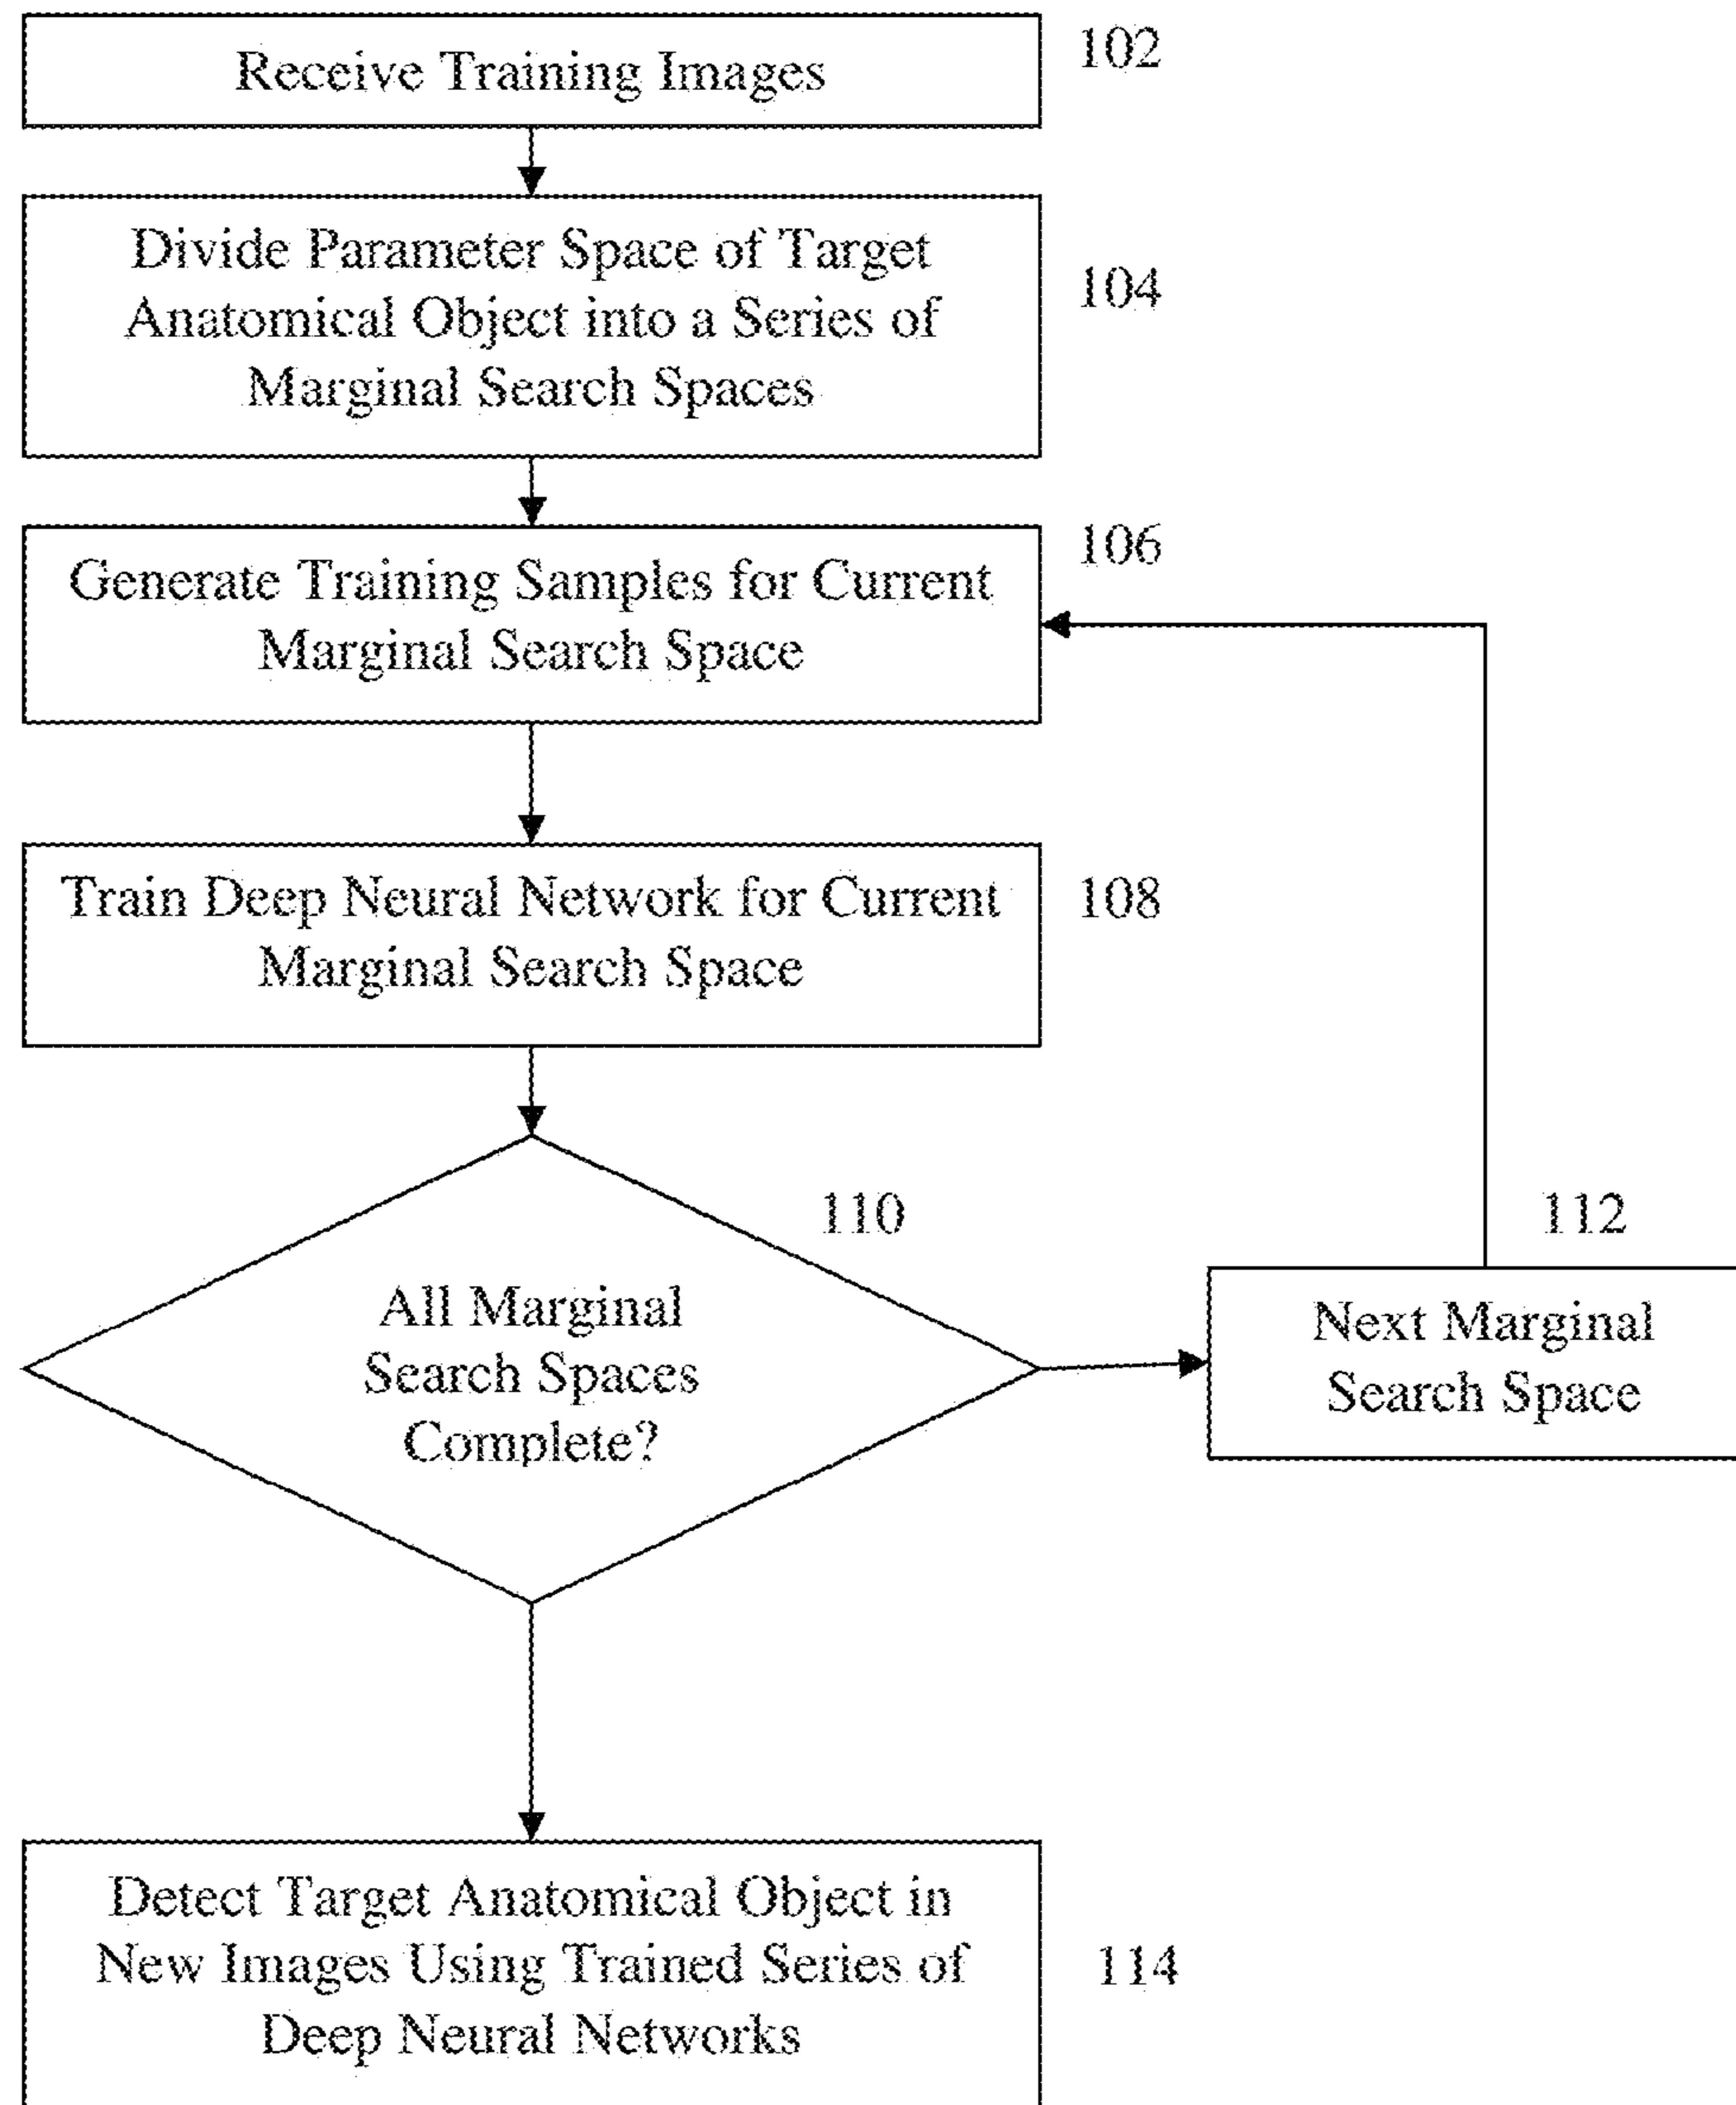 Receive Training Images
102
Divide Parameter Space of Target
Anatomical Object into a Series of
Marginal Search Spaces
104
Generate Training Samples for Current
Marginal Search Space
106
Train Deep Neural Network for Current
Marginal Search Space
108
110
All Marginal
Search Spaces
Complete?
112
Next Marginal
Search Space
Detect Target Anatomical Object in
New Images Using Trained Series of
Deep Neural Networks
114